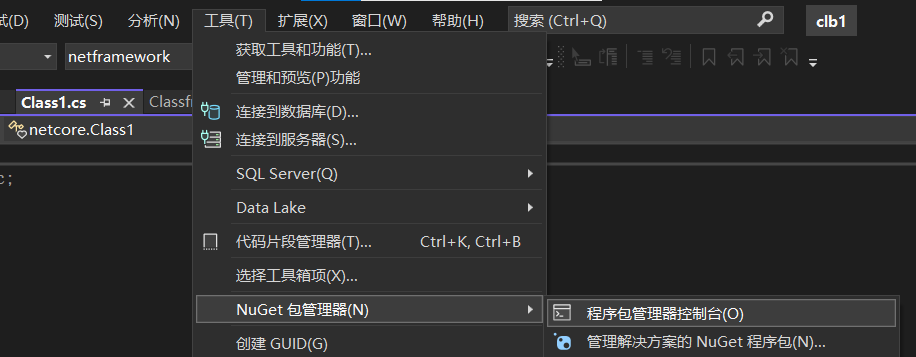 试(D) 测试(S) 分析(N) 工具(T) 扩展(X) 窗口(W) 帮助(H) 搜索 (Ctrl+Q) clb1
netframework
获取工具和功能(T)...
管理和预览(P)功能
Class1.cs Classfr
连接到数据库(D)...
netcore.Class1
连接到服务器(S)...
SQL Server(Q)
c;
Data Lake
代码片段管理器(T)... Ctrl+K, Ctrl+B
选择工具箱项(X)...
NuGet 包管理器(N)
程序包管理器控制台(O)
创建 GUID(G)
管理解决方案的 NuGet 程序包(N)...